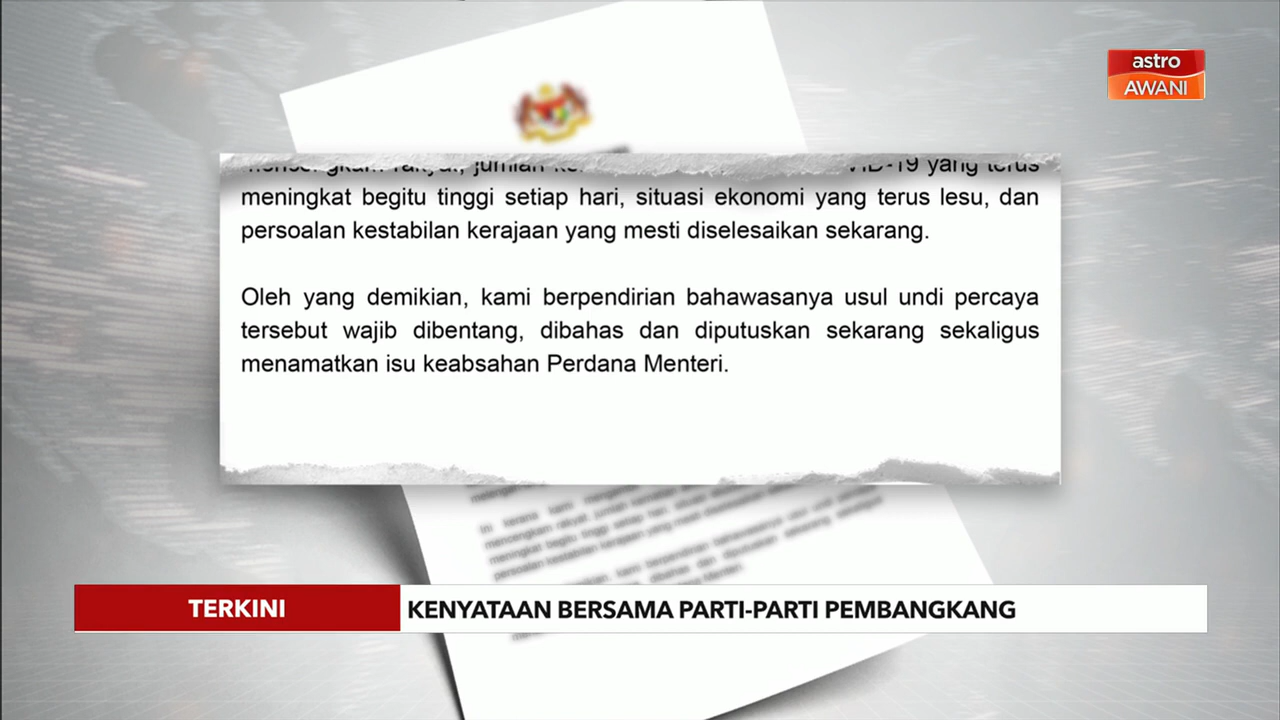 astro
AWANI
yang terus
meningkat begitu tinggi setiap hari, situasi ekonomi yang terus lesu, dan
persoalan kestabilan kerajaan yang mesti diselesaikan sekarang.
Oleh yang demikian, kami berpendirian bahawasanya usul undi percaya
tersebut wajib dibentang, dibahas dan diputuskan sekarang sekaligus
menamatkan isu keabsahan Perdana Menteri.
TERKINI
KENYATAAN BERSAMA PARTI-PARTI PEMBANGKANG